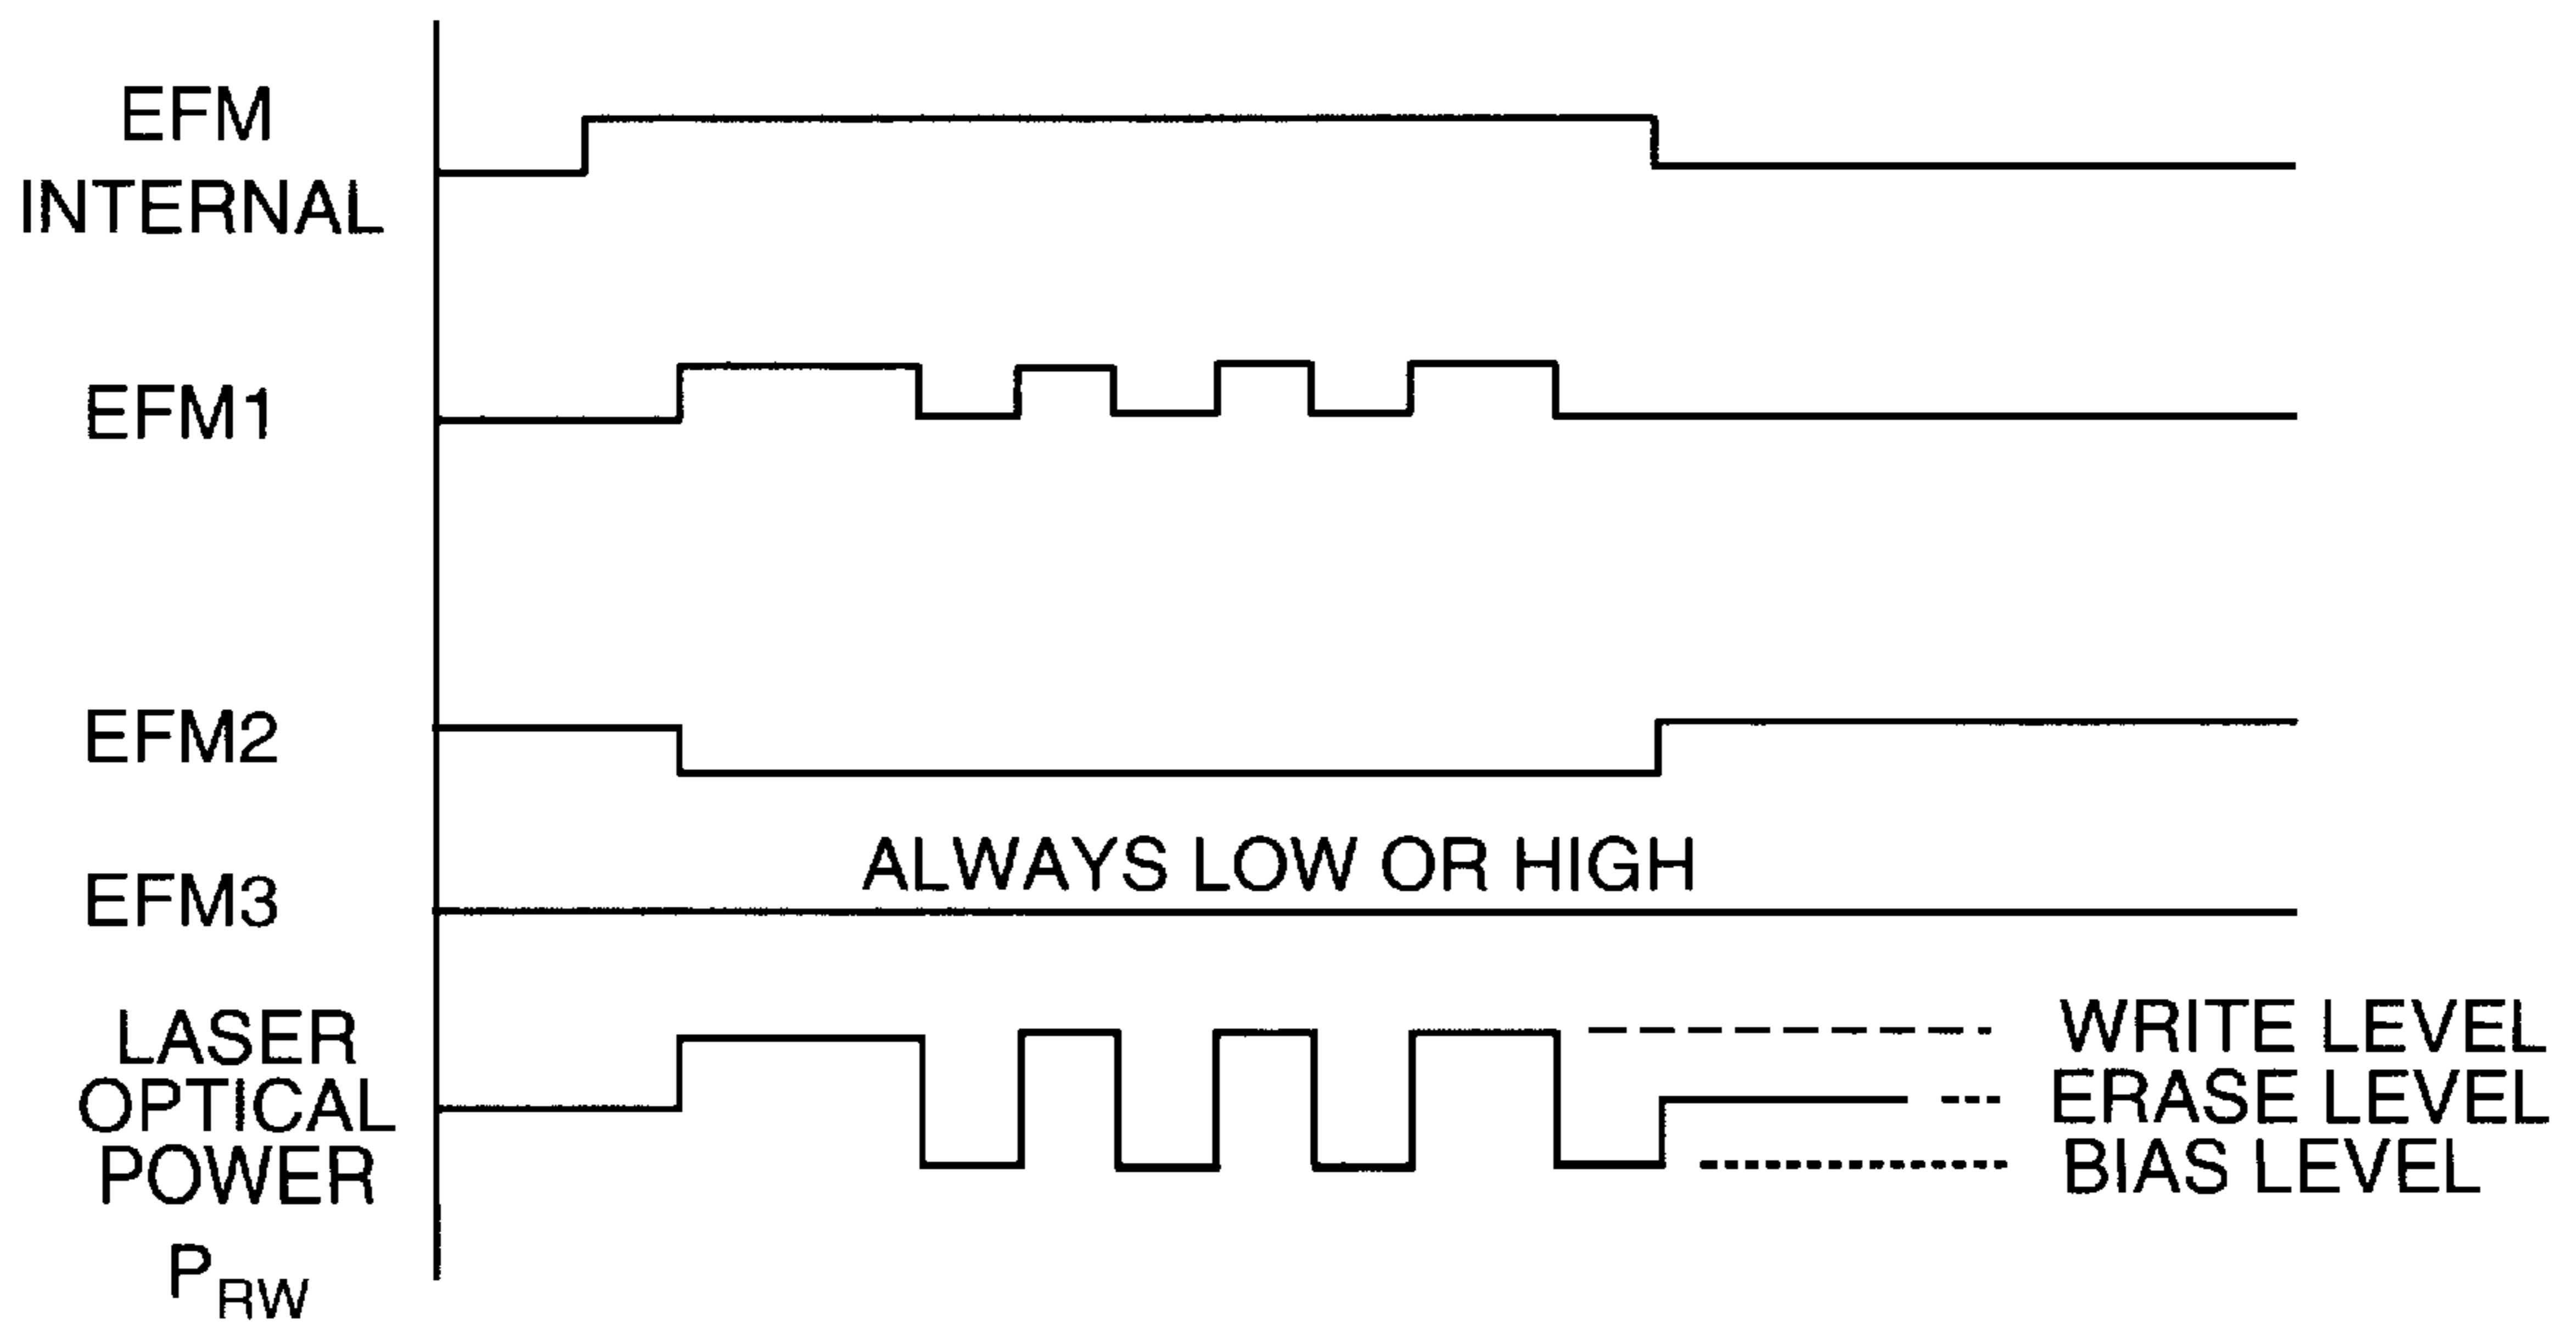 EFM
INTERNAL
EFM1
EFM2
ALWAYS LOW OR HIGH
EFM3
LASER
OPTICAL
POWER
PRW
WRITE LEVEL
ERASE LEVEL
BIAS LEVEL